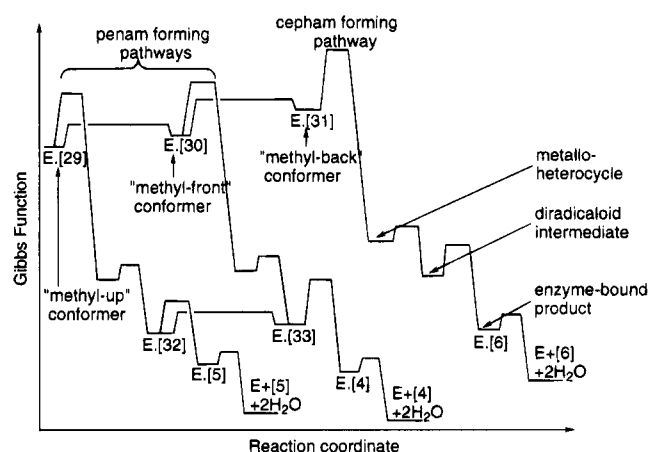 cepham forming
pathway
penam forming
pathways
E.[29]
E.[30]
E.[31]
"methyl-back"
conformer
"methyl-front"
conformer
"methyl-up"
conformer
metallo-
heterocycle
diradicaloid
intermediate
enzyme-bound
product
E.[32]
E.[33]
E.[6]
E.[5]
E.[4]
E+[6]
+2H₂O
E+[5]
+2H₂O
E+[4]
+2H₂O
Gibbs Function
Reaction coordinate